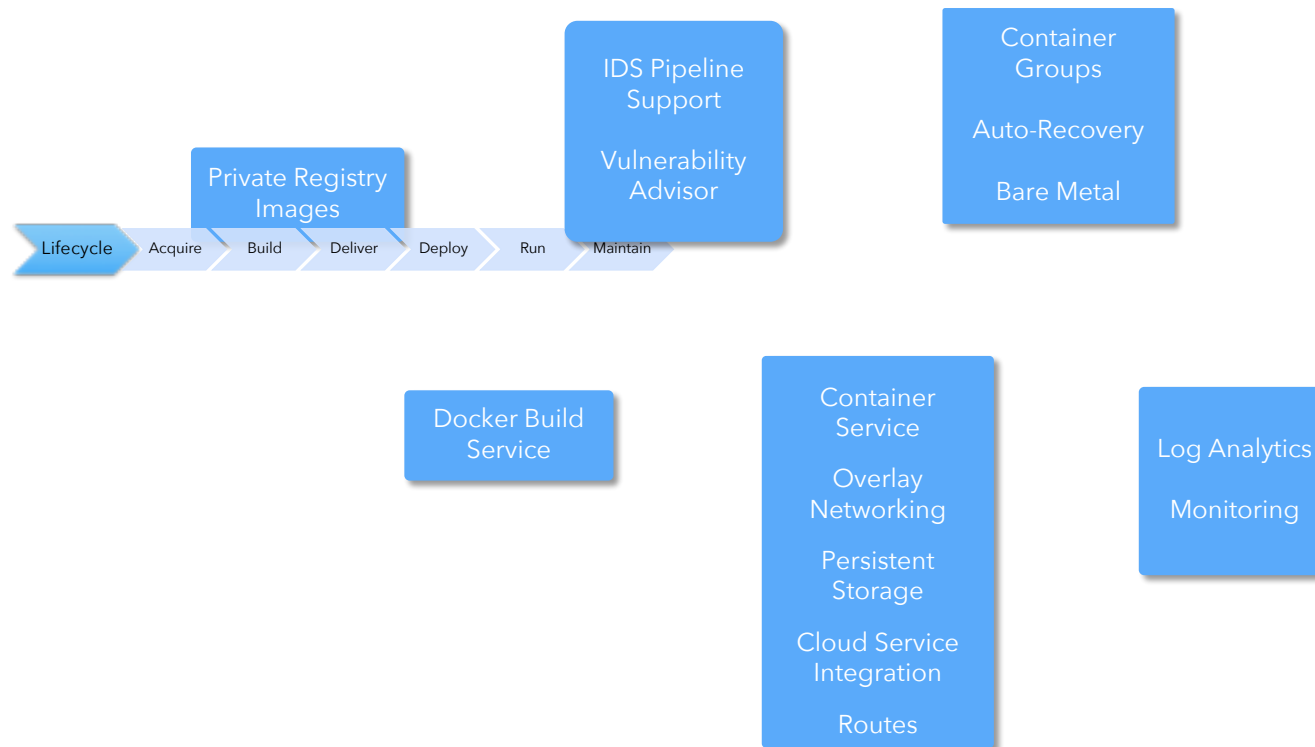 Container
Groups
Auto-Recovery
Bare Metal
IDS Pipeline
Support
Vulnerability
Advisor
Private Registry
Images
Lifecycle
Acquire
Build
Deliver
Deploy
Run
Maintain
Docker Build
Service
Container
Service
Overlay
Networking
Persistent
Storage
Cloud Service
Integration
Routes
Log Analytics
Monitoring